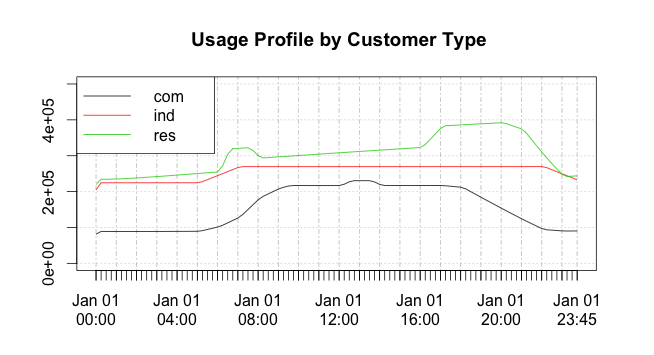 Usage Profile by Customer Type
com
ind
res
0e+00
2e+05
4e+05
Jan 01
00:00
Jan 01
04:00
Jan 01
08:00
Jan 01
12:00
Jan 01
16:00
Jan 01
20:00
Jan 01
23:45